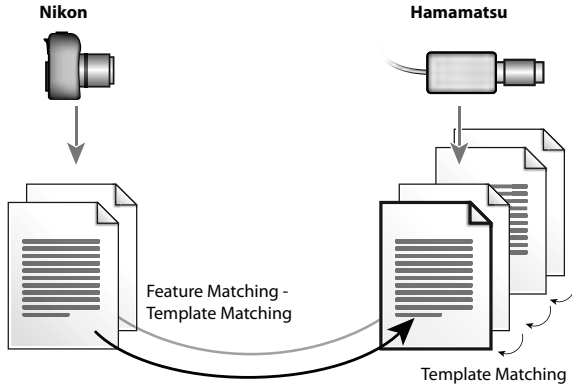 Nikon
Hamamatsu
Feature Matching -
Template Matching
Template Matching